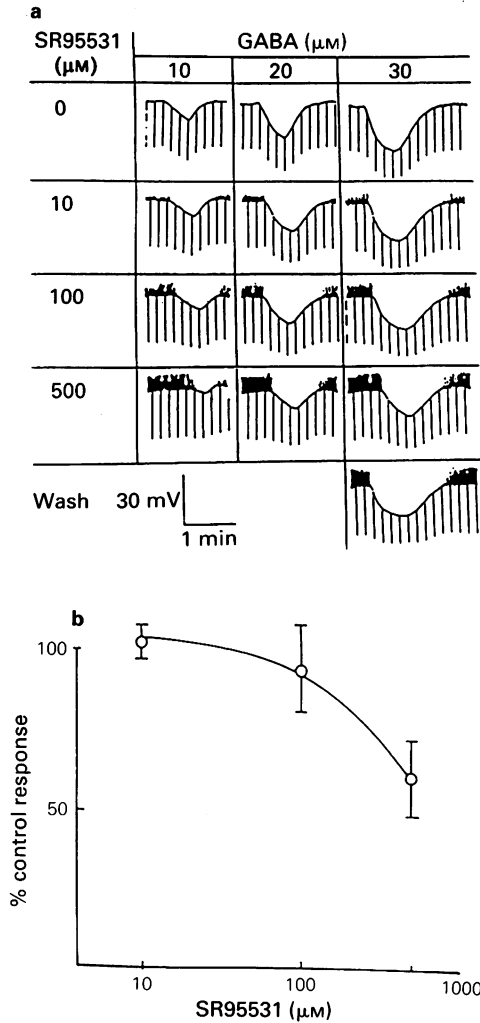 a
SR95531 (μM)
GABA (μM)
10 20 30
0
10
100
500
Wash 30 mV
1 min
b
100
50
% control response
10 100 1000
SR95531 (μM)